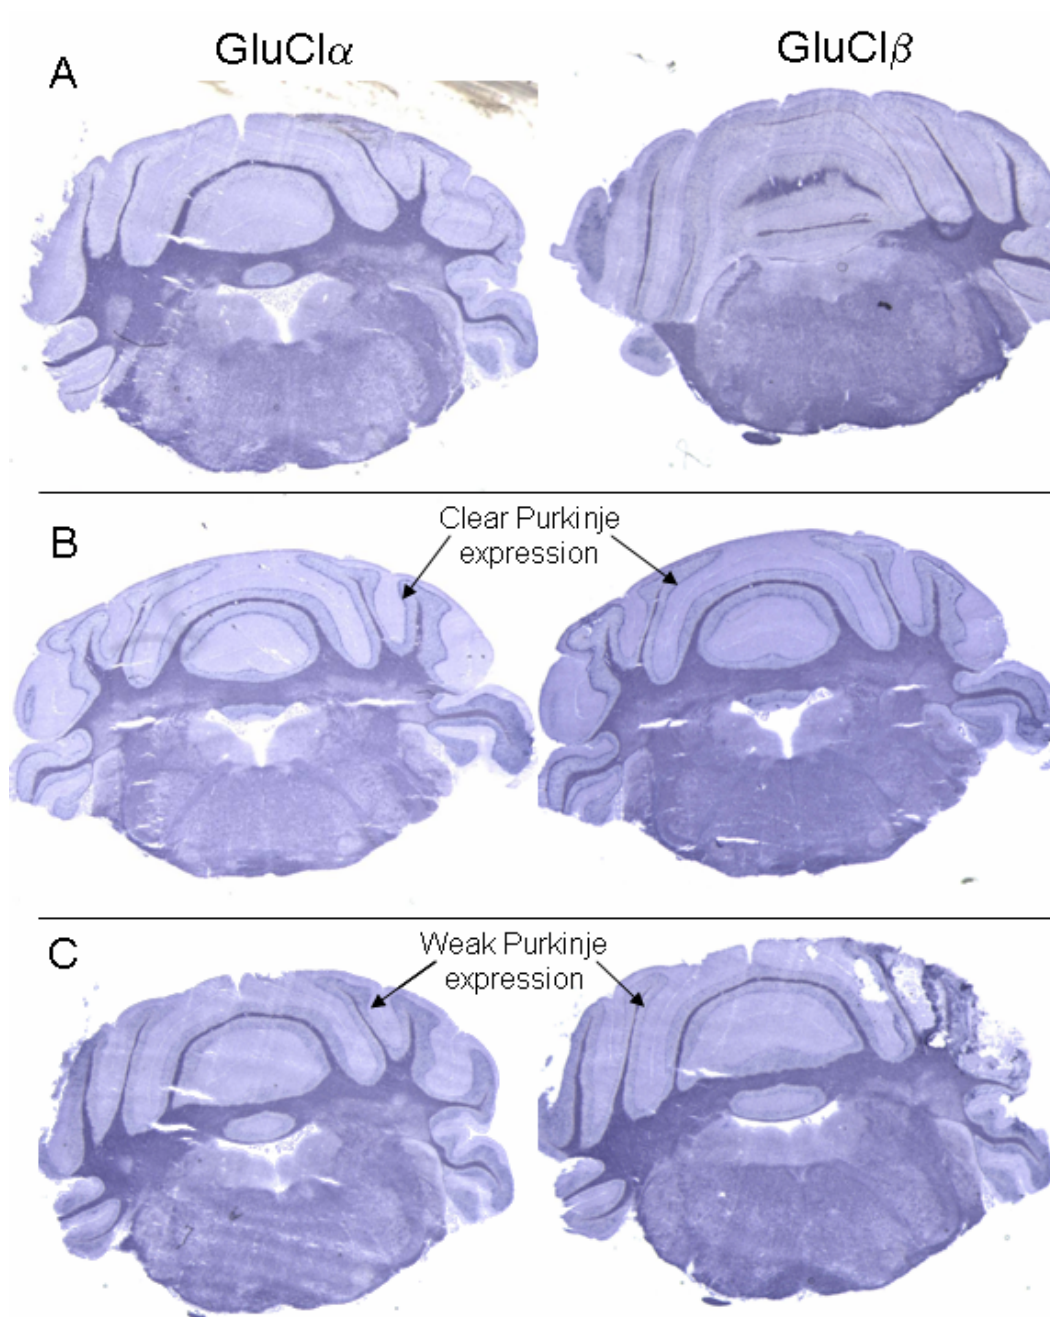 GluClα
GluClβ
A
B
Clear Purkinje
expression
C
Weak Purkinje
expression